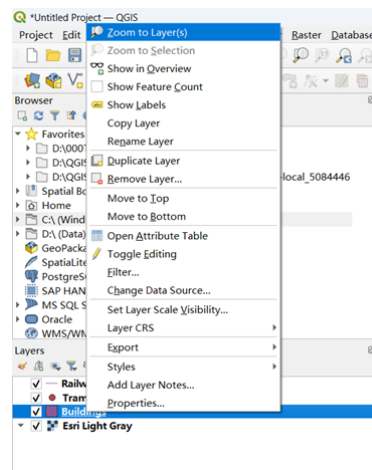 *Untitled Project — QGIS
Project Edit
Raster Database
Zoom to Layer(s)
Zoom to Selection
Show in Overview
Show Feature Count
Show Labels
Copy Layer
Rename Layer
Duplicate Layer
Remove Layer...
Move to Top
Move to Bottom
Open Attribute Table
Toggle Editing
Filter...
Change Data Source...
Set Layer Scale Visibility...
Layer CRS
Export
Styles
Add Layer Notes...
Properties...
Browser
Favorites
D:\000
D:\QGIS
D:\QGIS
local_5084446
Spatial Bo
Home
C:\ (Wind
D:\ (Data)
GeoPacka
SpatiaLite
PostgreS
SAP HAN
MS SQL S
Oracle
WMS/WM
Layers
Railw
Tram
Buildings
Esri Light Gray